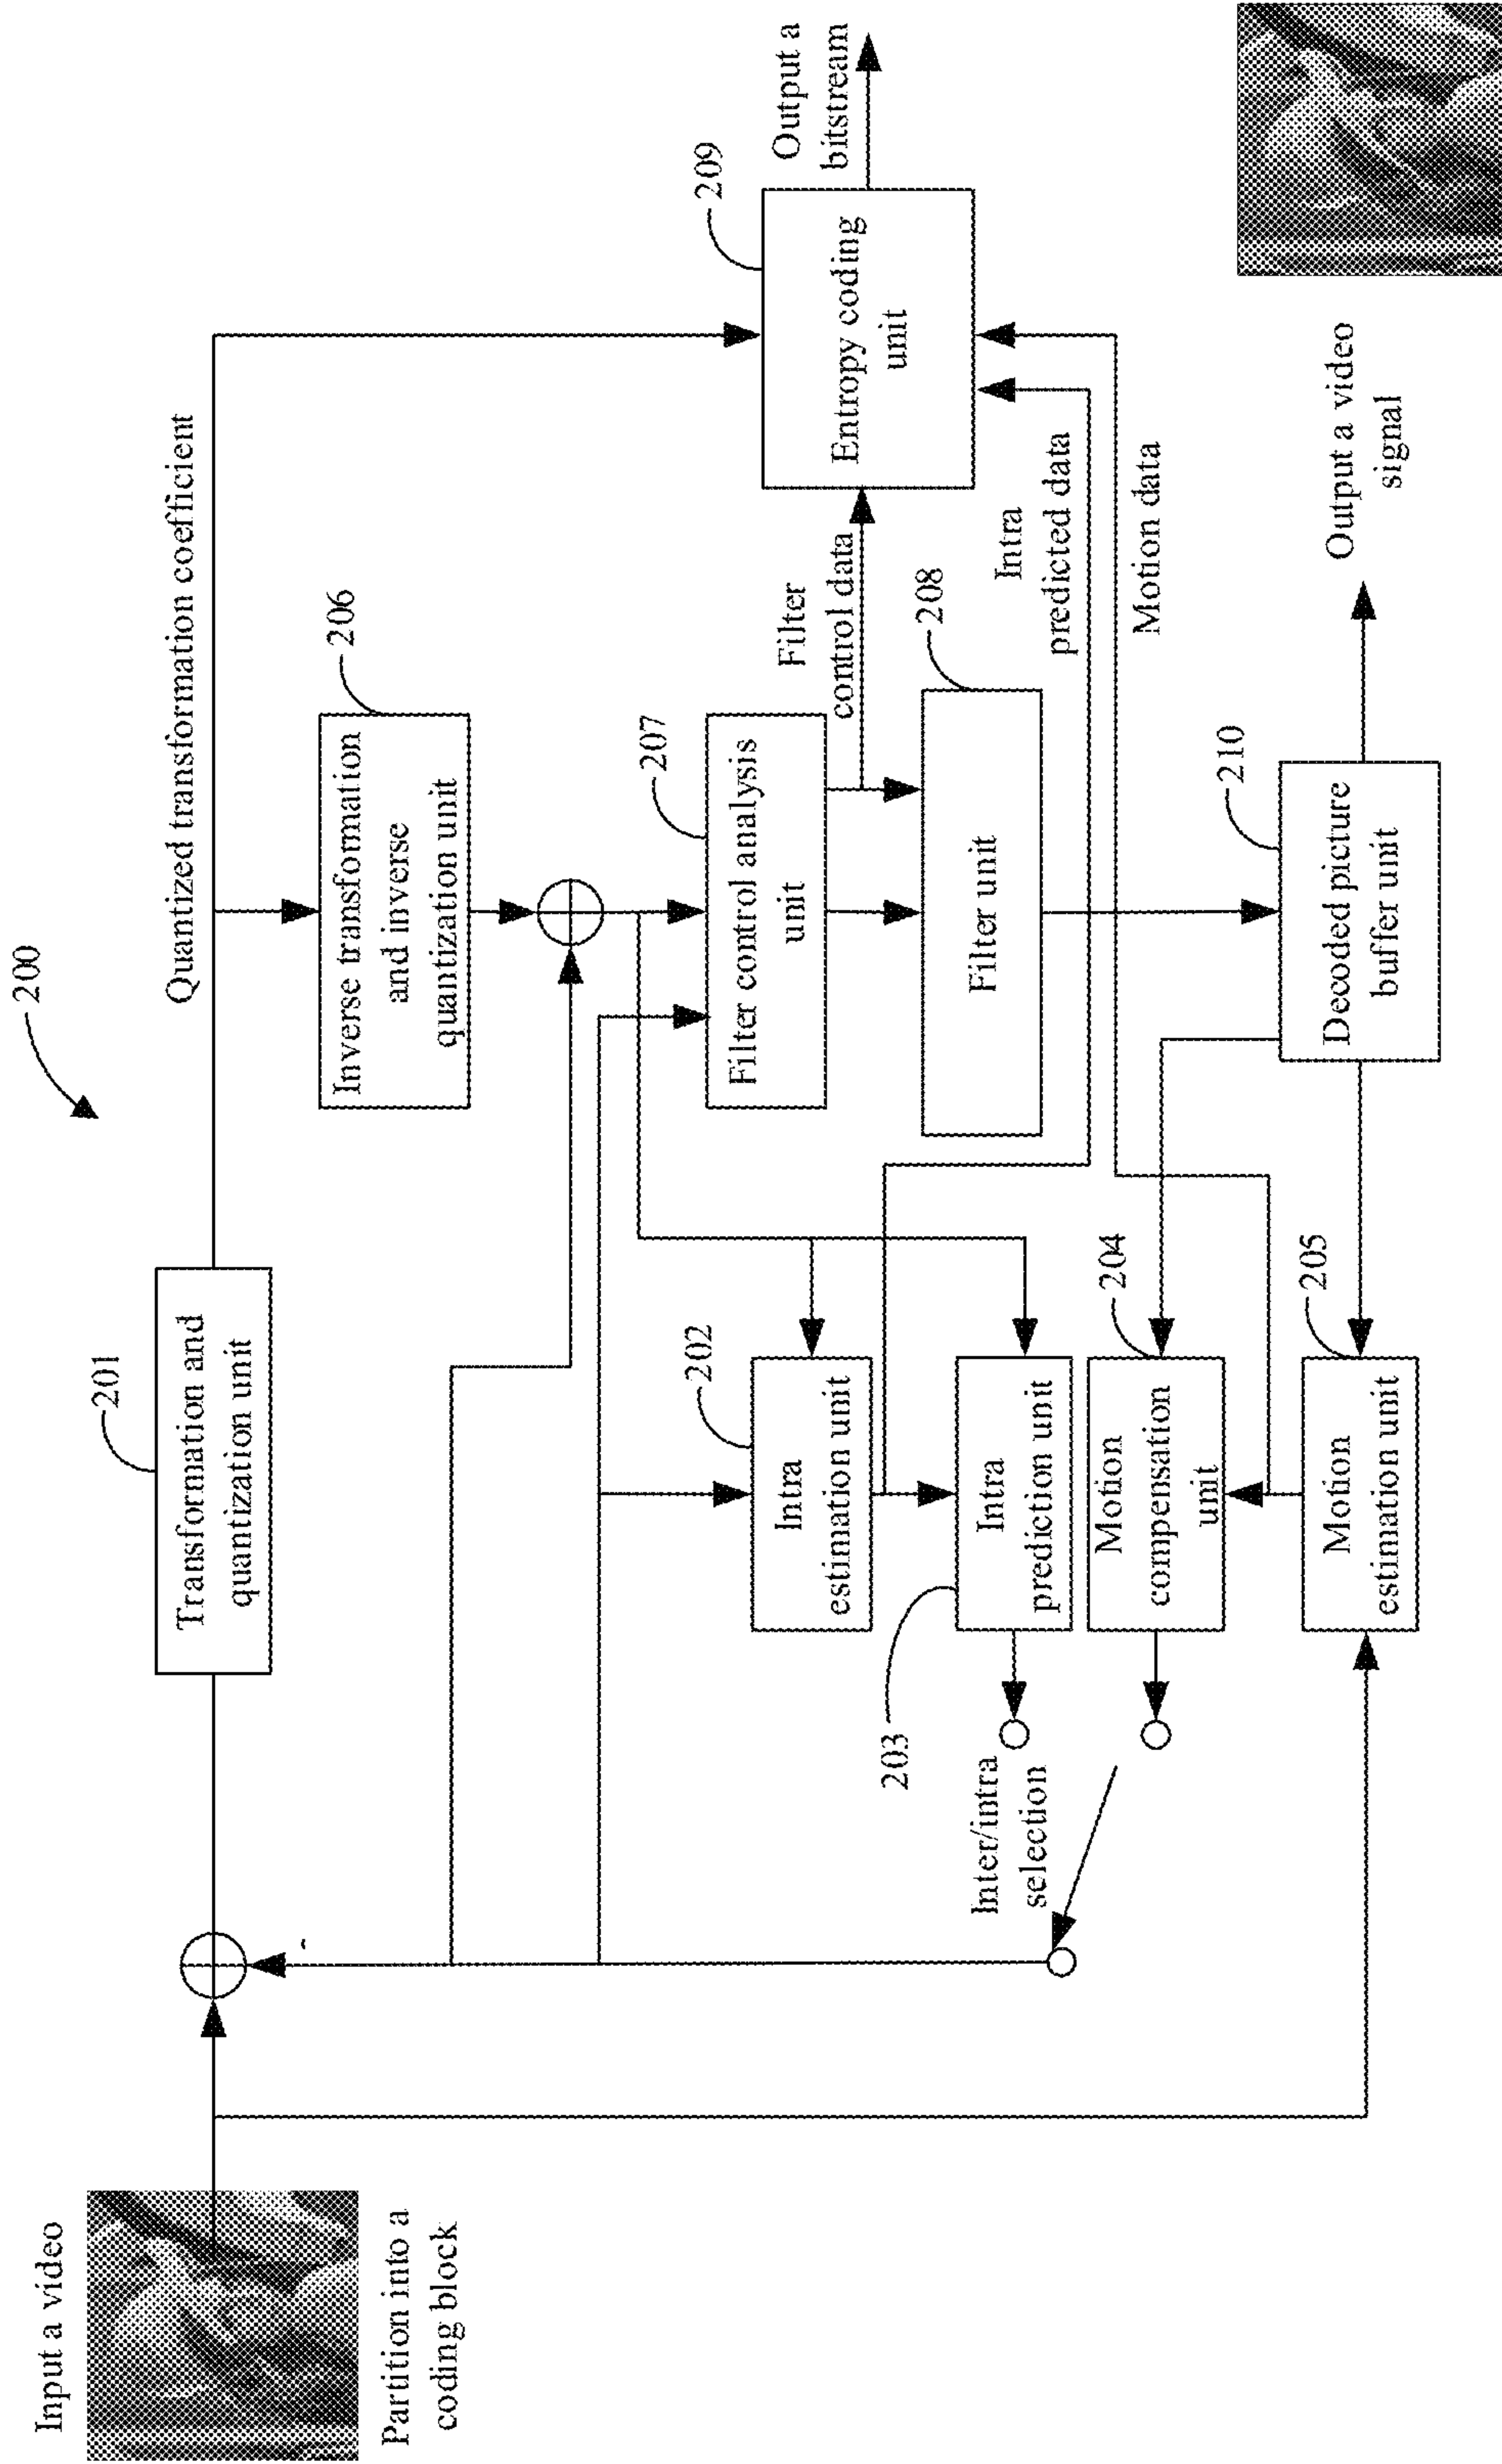 200
Input a video
Partition into a
coding block
201
Transformation and
quantization unit
Quantized transformation coefficient
206
Inverse transformation
and inverse
quantization unit
207
Filter control analysis
unit
Filter
control data
208
Filter unit
209
Entropy coding
unit
Output a
bitstream
202
Intra
estimation unit
Intra
predicted data
203
Intra
prediction unit
Inter/intra
selection
204
Motion
compensation
unit
Motion data
205
Motion
estimation unit
210
Decoded picture
buffer unit
Output a video
signal
-